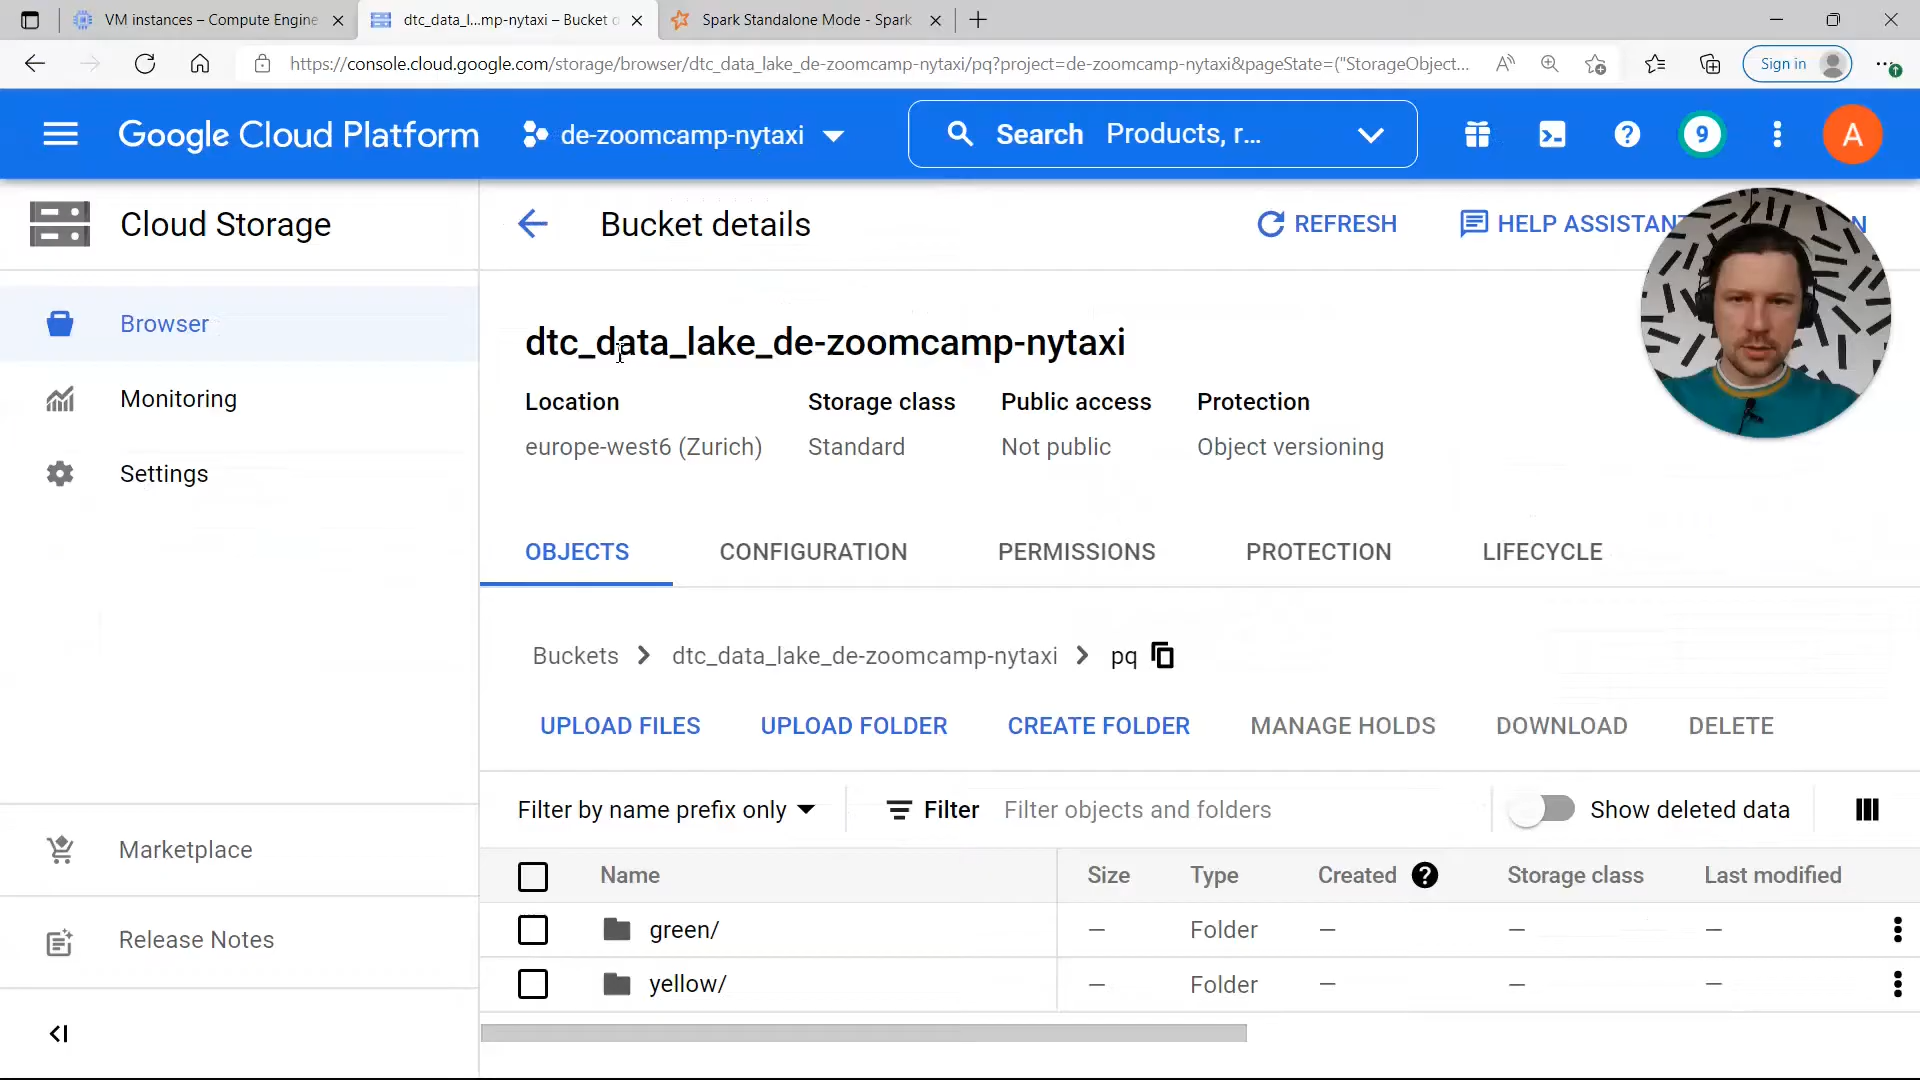 VM instances – Compute Engine
dtc_data_l...mp-nytaxi – Bucket d
Spark Standalone Mode - Spark
https://console.cloud.google.com/storage/browser/dtc_data_lake_de-zoomcamp-nytaxi/pq?project=de-zoomcamp-nytaxi&pageState=("StorageObject...
Sign in
Google Cloud Platform
de-zoomcamp-nytaxi
Search Products, r...
9
A
Cloud Storage
Bucket details
REFRESH
HELP ASSISTAN
N
Browser
Monitoring
Settings
dtc_data_lake_de-zoomcamp-nytaxi
Location Storage class Public access Protection
europe-west6 (Zurich) Standard Not public Object versioning
OBJECTS CONFIGURATION PERMISSIONS PROTECTION LIFECYCLE
Buckets dtc_data_lake_de-zoomcamp-nytaxi pq
UPLOAD FILES UPLOAD FOLDER CREATE FOLDER MANAGE HOLDS DOWNLOAD DELETE
Filter by name prefix only Filter Filter objects and folders Show deleted data
Name Size Type Created Storage class Last modified
green/ — Folder — — —
yellow/ — Folder — — —
Marketplace
Release Notes